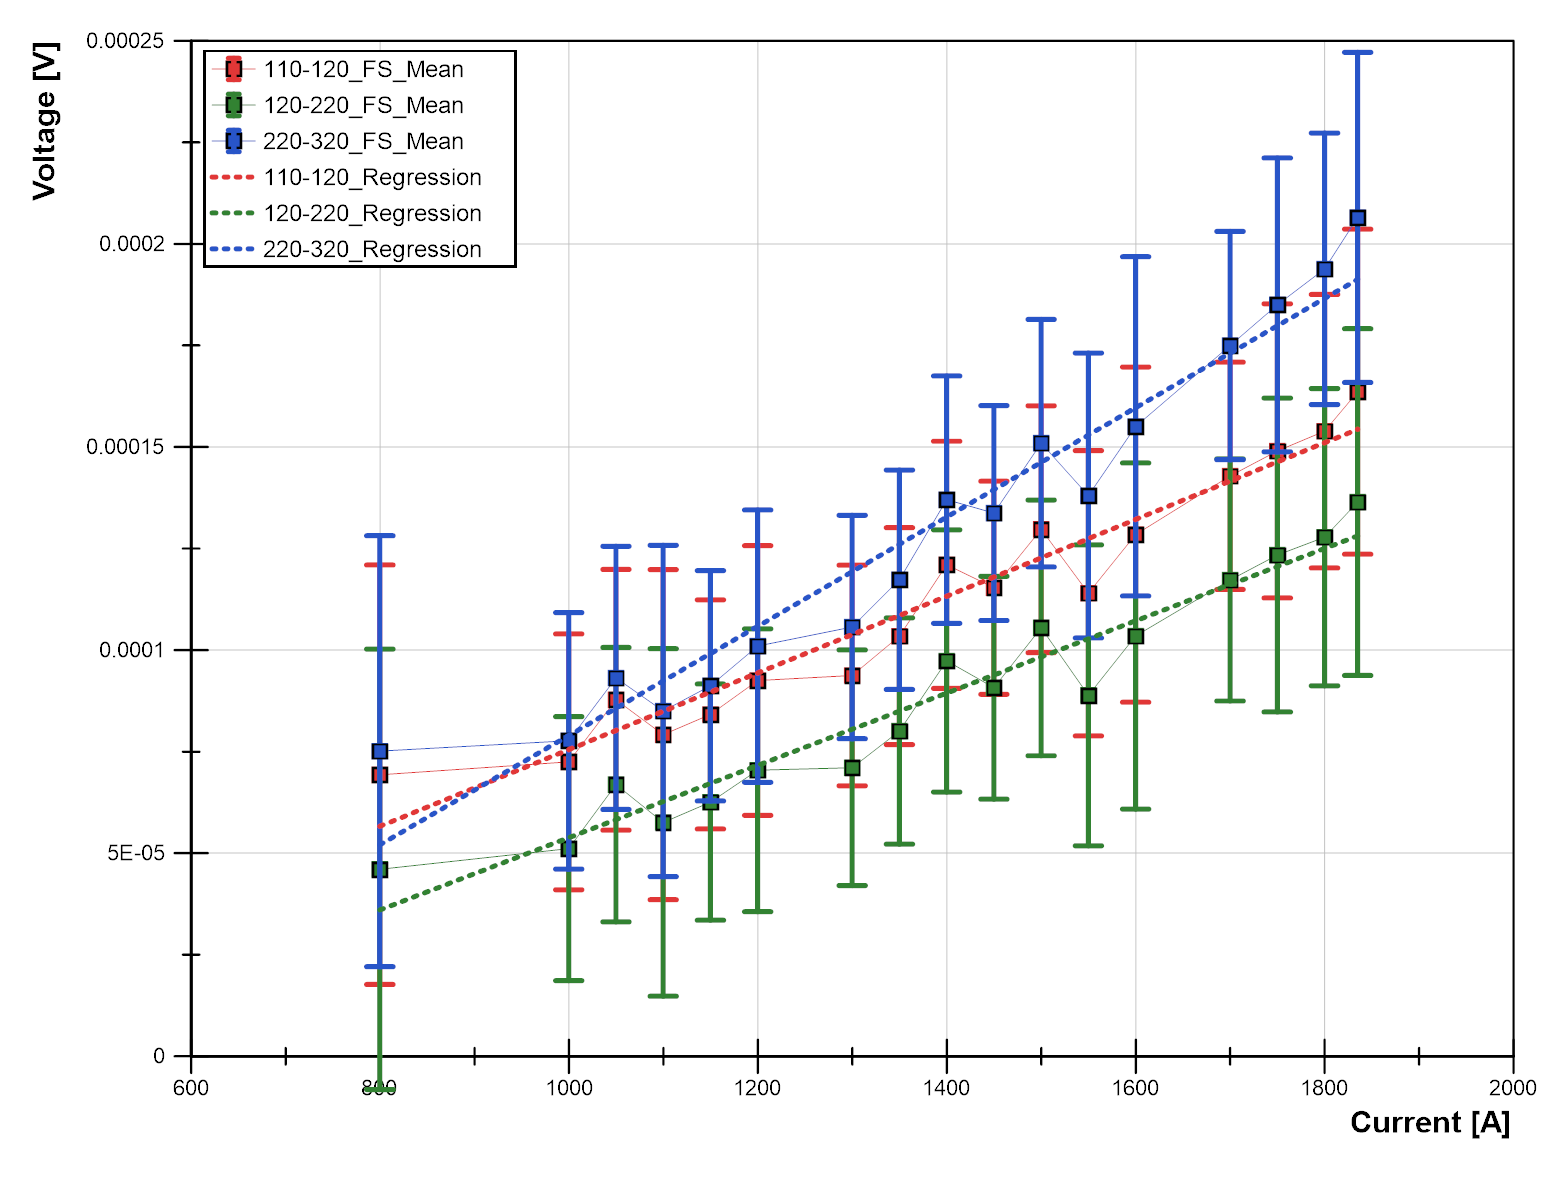 0.00025
0.0002
0.00015
0.0001
5E-05
0
Voltage [V]
110-120_FS_Mean
120-220_FS_Mean
220-320_FS_Mean
110-120_Regression
120-220_Regression
220-320_Regression
600
800
1000
1200
1400
1600
1800
2000
Current [A]